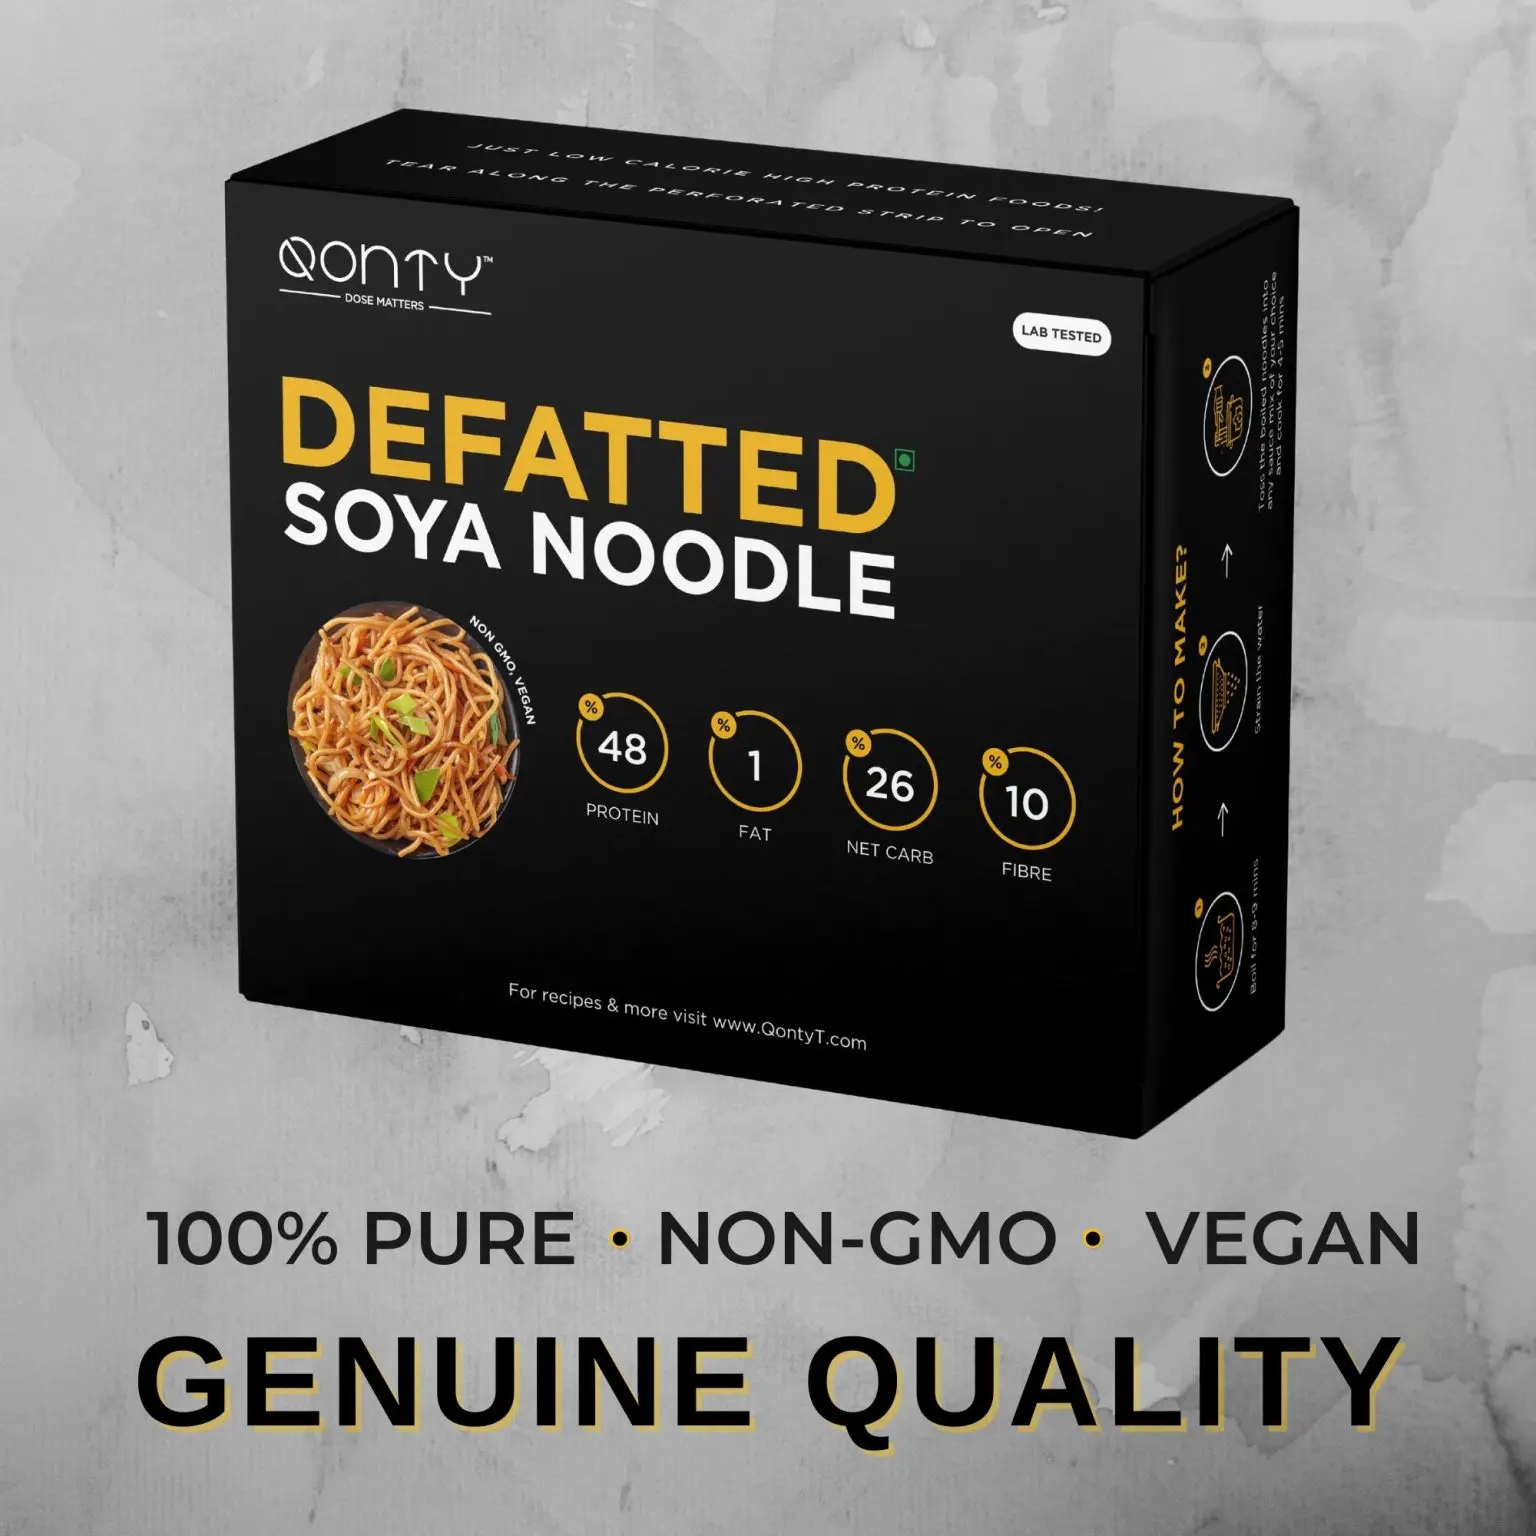 JUST LOW CALORIE HIGH PROTEIN FOODS!
TEAR ALONG THE PERFORATED STRIP TO OPEN
QONTY™
DOSE MATTERS
LAB TESTED
DEFATTED
SOYA NOODLE
NON GMO, VEGAN
% 48
PROTEIN
% 1
FAT
% 26
NET CARB
% 10
FIBRE
For recipes & more visit www.QontyT.com
HOW TO MAKE?
1
Boil for 8-9 mins
2
Strain the water
3
Toss the boiled noodles into
any sauce mix of your choice
and cook for 4-5 mins
100% PURE • NON-GMO • VEGAN
GENUINE QUALITY